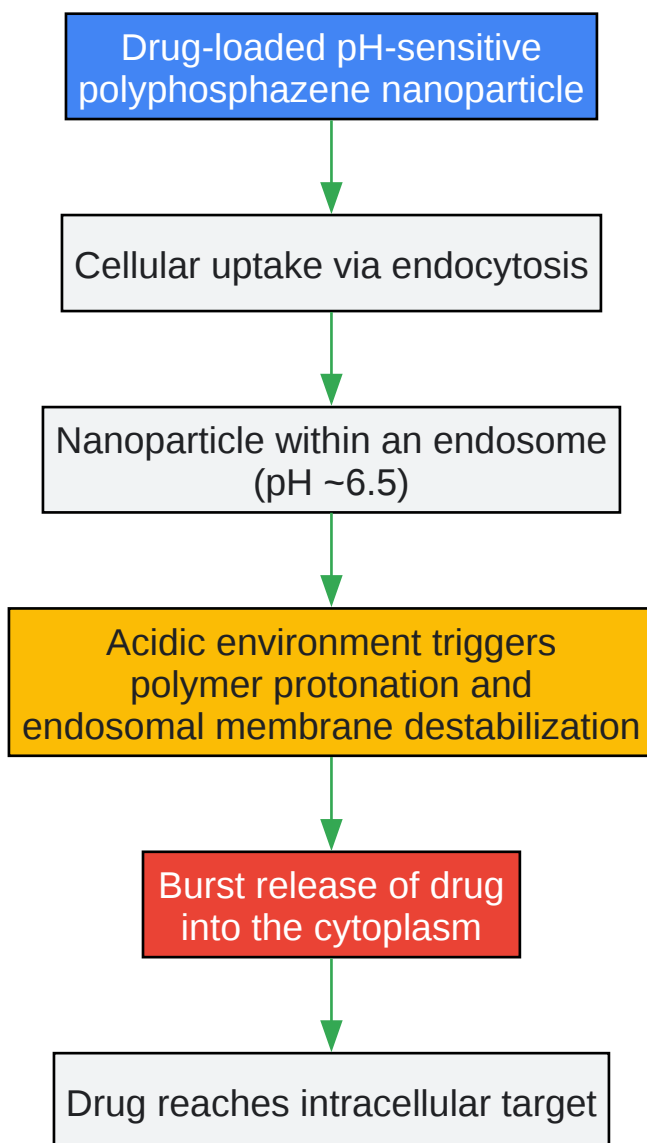 Drug-loaded pH-sensitive
polyphosphazene nanoparticle
Cellular uptake via endocytosis
Nanoparticle within an endosome
(pH ~6.5)
Acidic environment triggers
polymer protonation and
endosomal membrane destabilization
Burst release of drug
into the cytoplasm
Drug reaches intracellular target